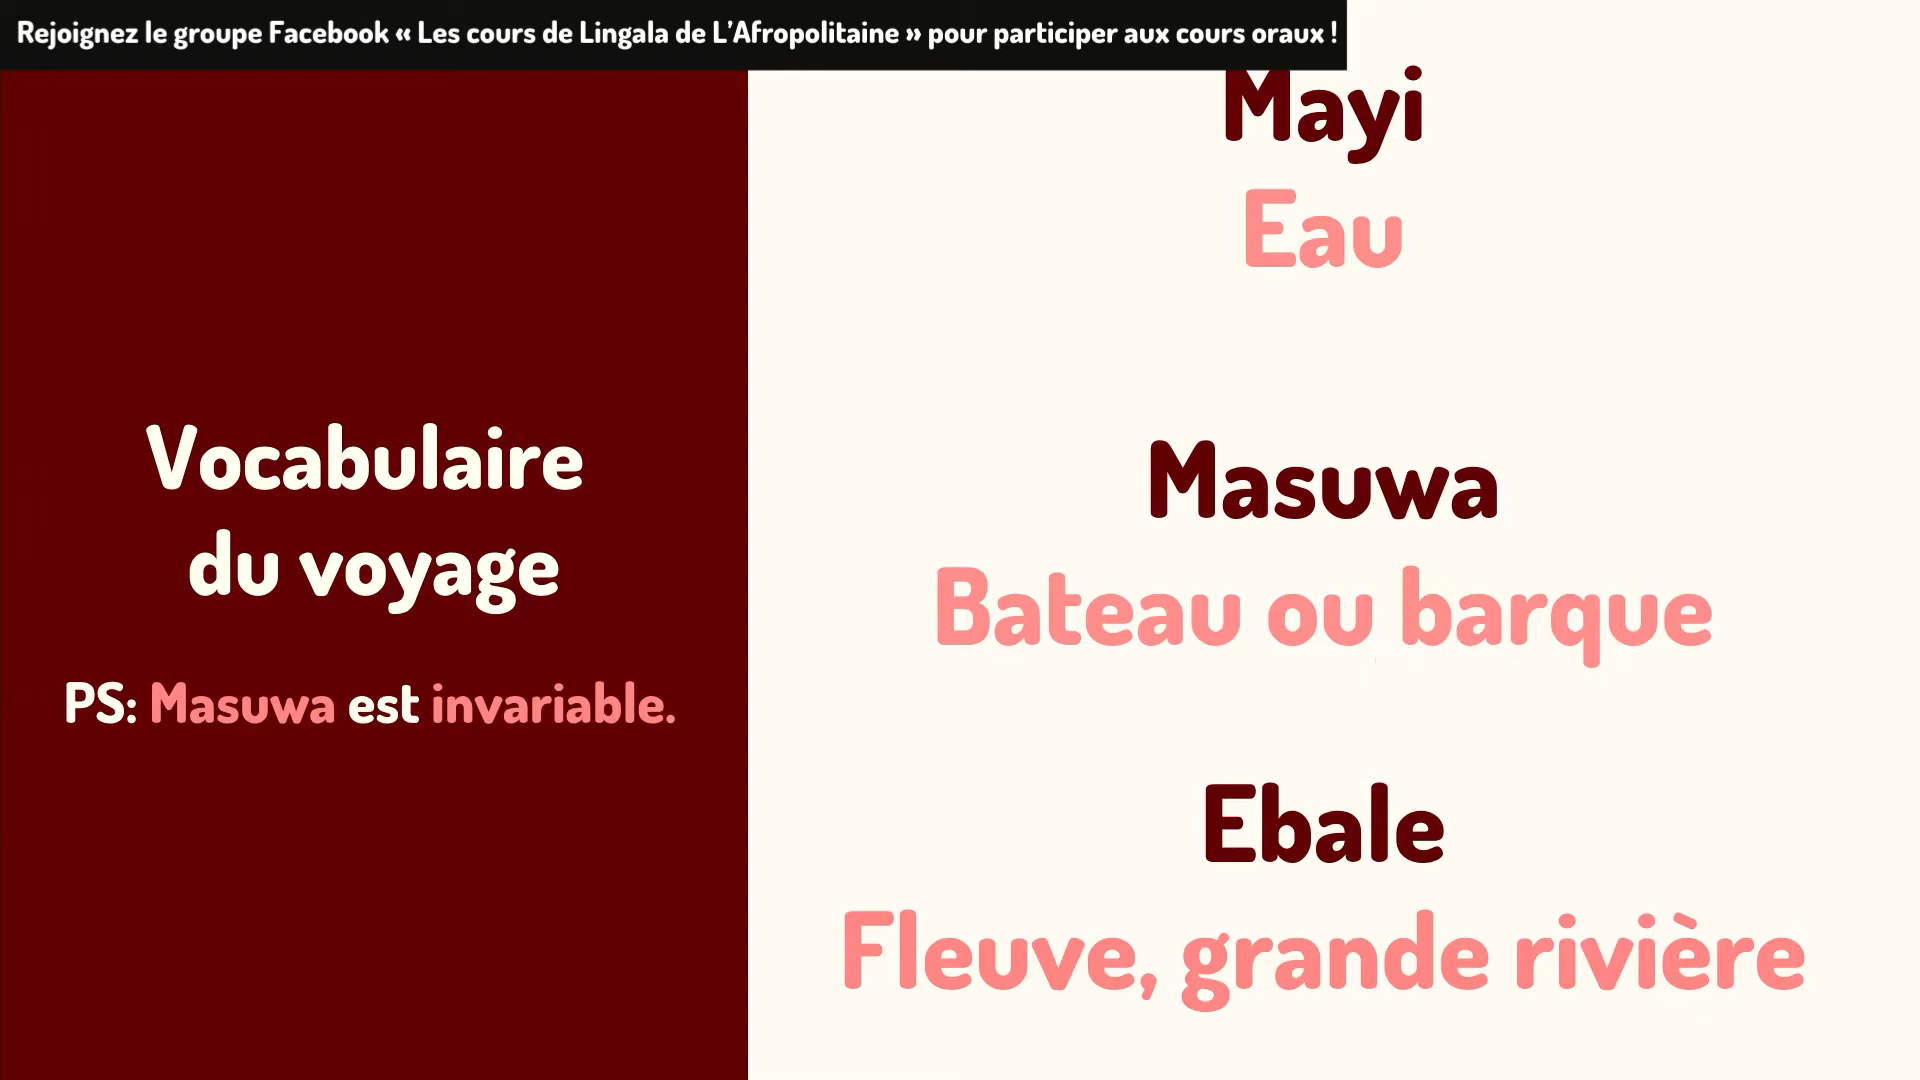 Rejoignez le groupe Facebook « Les cours de Lingala de L’Afropolitaine » pour participer aux cours oraux !
Vocabulaire
du voyage
PS: Masuwa est invariable.
Mayi
Eau
Masuwa
Bateau ou barque
Ebale
Fleuve, grande rivière